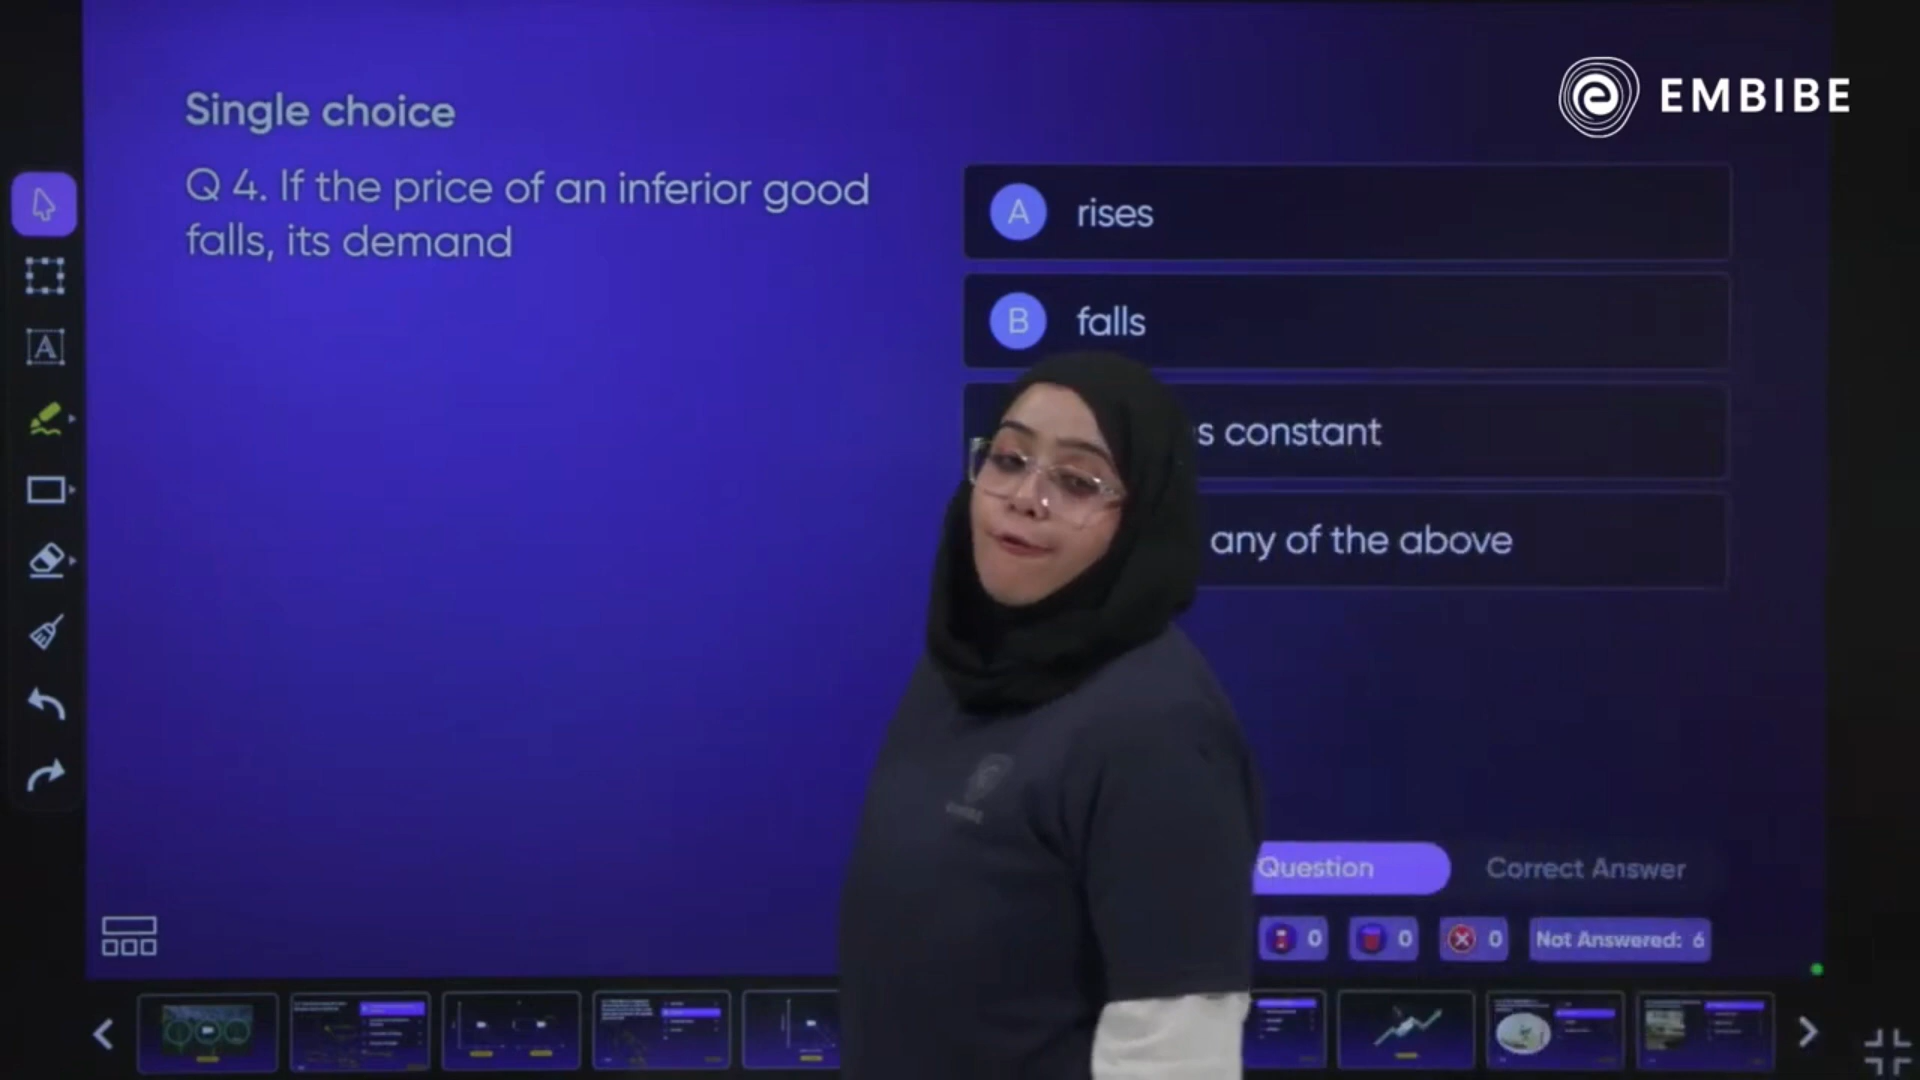 EMBIBE
Single choice
Q 4. If the price of an inferior good
falls, its demand
A rises
B falls
s constant
any of the above
Question
Correct Answer
0
0
0
Not Answered: 6
A